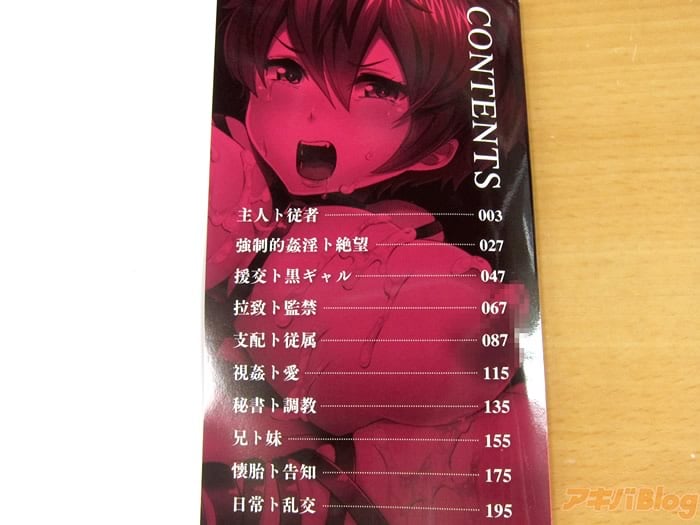 CONTENTS
主人ト従者 003
強制的姦淫ト絶望 027
援交ト黒ギャル 047
拉致ト監禁 067
支配ト従属 087
視姦ト愛 115
秘書ト調教 135
兄ト妹 155
懐胎ト告知 175
日常ト乱交 195
アキバBlog